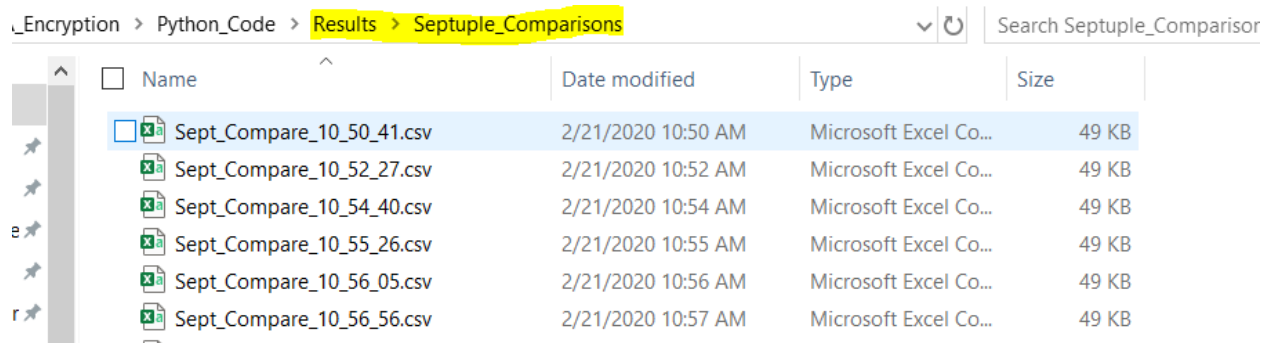 \_Encryption > Python_Code > Results > Septuple_Comparisons Search Septuple_Comparison
Name Date modified Type Size
Sept_Compare_10_50_41.csv 2/21/2020 10:50 AM Microsoft Excel Co... 49 KB
Sept_Compare_10_52_27.csv 2/21/2020 10:52 AM Microsoft Excel Co... 49 KB
Sept_Compare_10_54_40.csv 2/21/2020 10:54 AM Microsoft Excel Co... 49 KB
e
Sept_Compare_10_55_26.csv 2/21/2020 10:55 AM Microsoft Excel Co... 49 KB
Sept_Compare_10_56_05.csv 2/21/2020 10:56 AM Microsoft Excel Co... 49 KB
r
Sept_Compare_10_56_56.csv 2/21/2020 10:57 AM Microsoft Excel Co... 49 KB